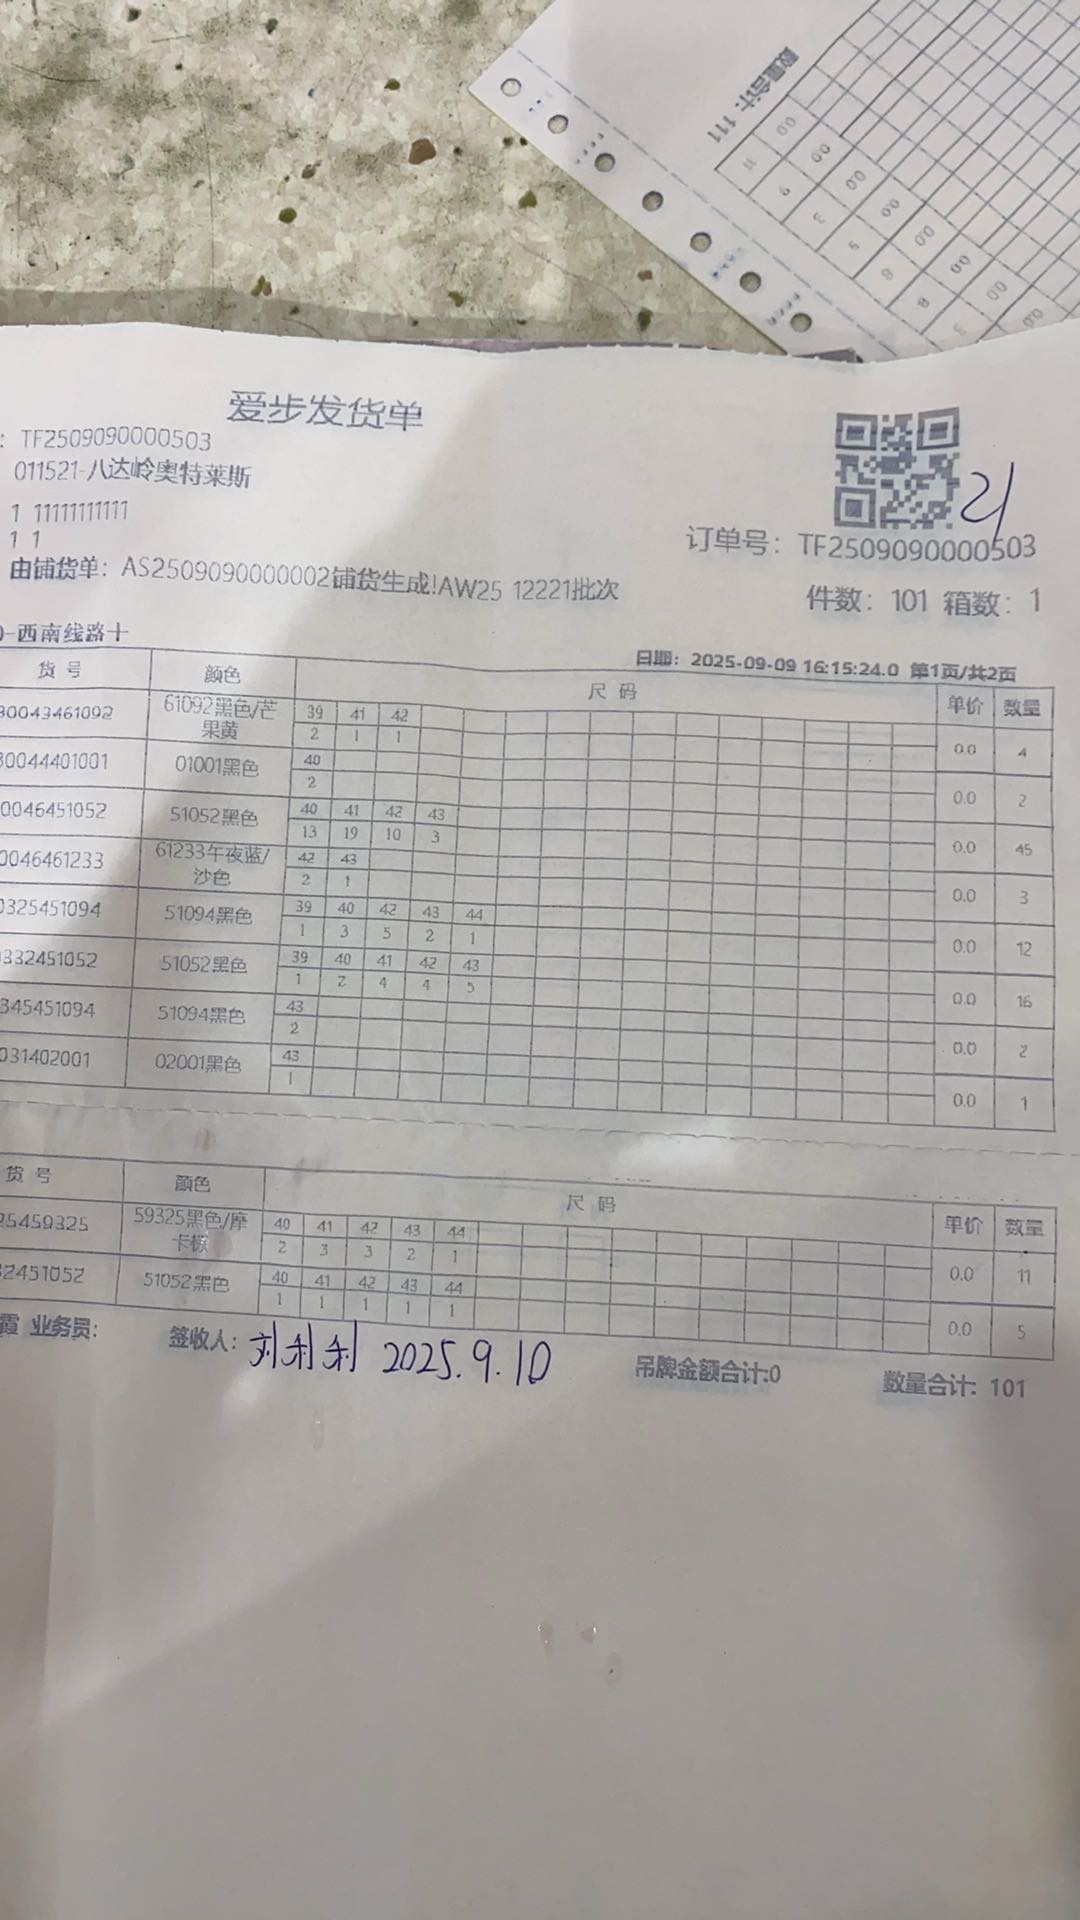 数量合计: 111
爱步发货单
: TF2509090000503
011521-八达岭奥特莱斯
1 11111111111
1 1
21
订单号: TF2509090000503
由铺货单: AS2509090000002铺货生成!AW25 12221批次
件数: 101 箱数: 1
0-西南线路十
日期: 2025-09-09 16:15:24.0 第1页/共2页
货号 颜色 尺码 单价 数量
80043461092 61092黑色/芒果黄 39 41 42
2 1 1 0.0 4
80044401001 01001黑色 40
2 0.0 2
0046451052 51052黑色 40 41 42 43
13 19 10 3 0.0 45
0046461233 61233午夜蓝/沙色 42 43
2 1 0.0 3
0325451094 51094黑色 39 40 42 43 44
1 3 5 2 1 0.0 12
332451052 51052黑色 39 40 41 42 43
1 2 4 4 5 0.0 16
345451094 51094黑色 43
2 0.0 2
031402001 02001黑色 43
1 0.0 1
货号 颜色 尺码 单价 数量
25459325 59325黑色/摩卡棕 40 41 42 43 44
2 3 3 2 1 0.0 11
32451052 51052黑色 40 41 42 43 44
1 1 1 1 1 0.0 5
霞 业务员: 签收人: 刘利利 2025.9.10 吊牌金额合计:0 数量合计: 101